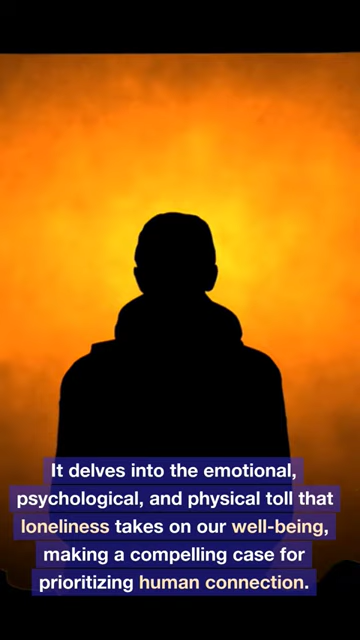 It delves into the emotional,
psychological, and physical toll that
loneliness takes on our well-being,
making a compelling case for
prioritizing human connection.